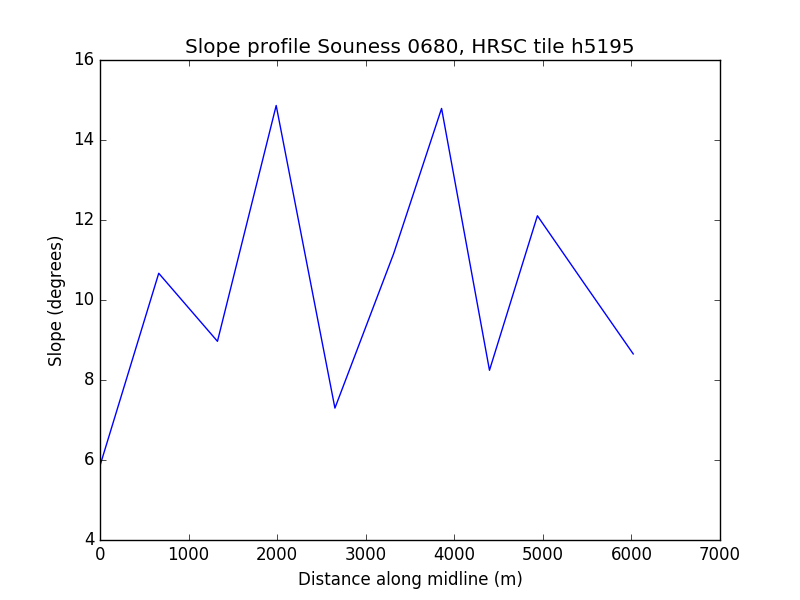 Slope profile Souness 0680, HRSC tile h5195
16
14
12
10
8
6
4
Slope (degrees)
0 1000 2000 3000 4000 5000 6000 7000
Distance along midline (m)